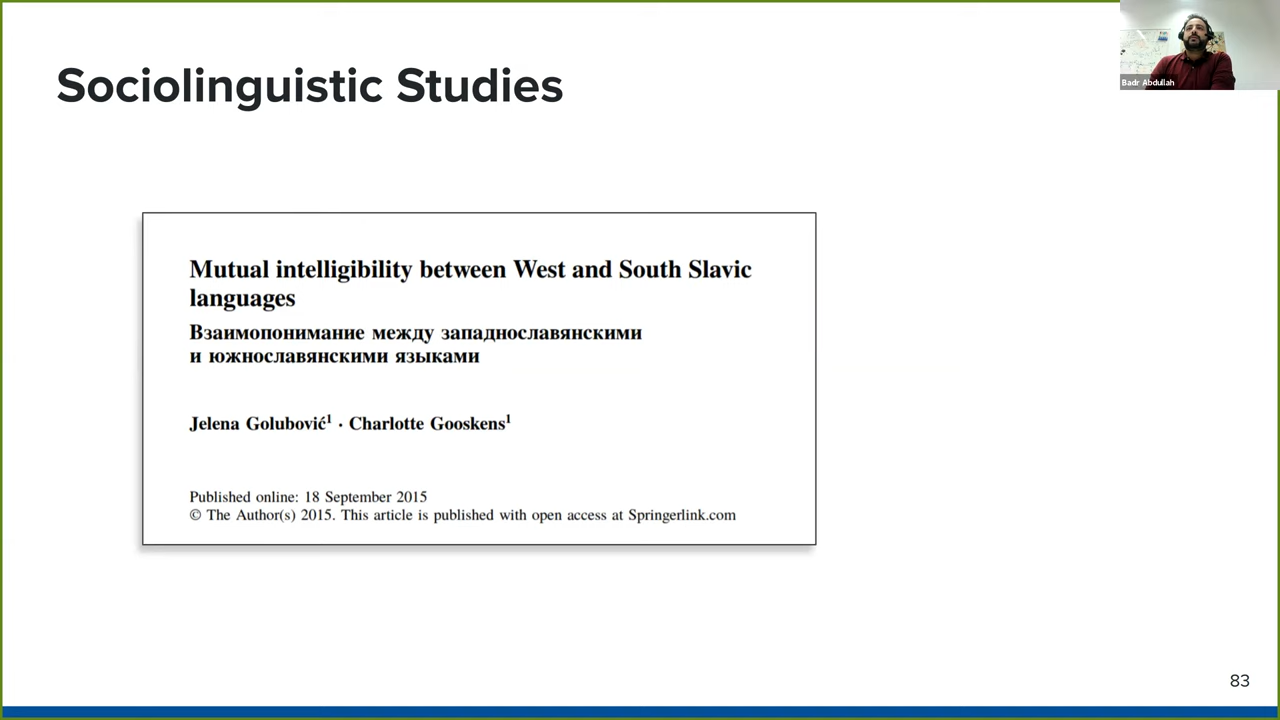 Sociolinguistic Studies
Badr Abdullah
Mutual intelligibility between West and South Slavic
languages
Взаимопонимание между западнославянскими
и южнославянскими языками
Jelena Golubović¹ · Charlotte Gooskens¹
Published online: 18 September 2015
© The Author(s) 2015. This article is published with open access at Springerlink.com
83